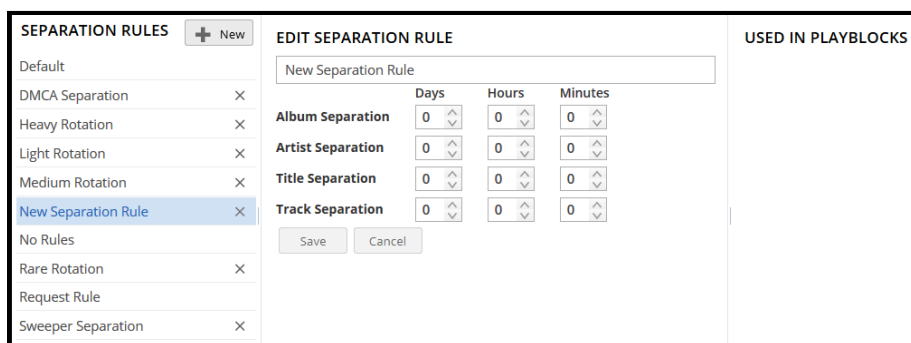 SEPARATION RULES
New
Default
DMCA Separation
Heavy Rotation
Light Rotation
Medium Rotation
New Separation Rule
No Rules
Rare Rotation
Request Rule
Sweeper Separation
EDIT SEPARATION RULE
New Separation Rule
Days Hours Minutes
Album Separation 0 0 0
Artist Separation 0 0 0
Title Separation 0 0 0
Track Separation 0 0 0
Save Cancel
USED IN PLAYBLOCKS